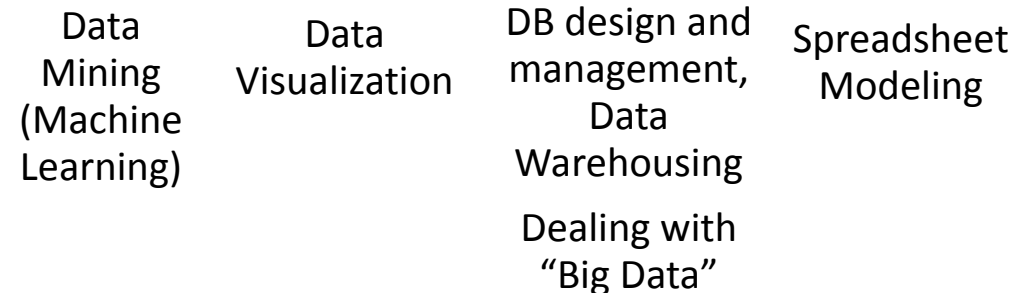 Data
Mining
(Machine
Learning)
Data
Visualization
DB design and
management,
Data
Warehousing
Dealing with
“Big Data”
Spreadsheet
Modeling